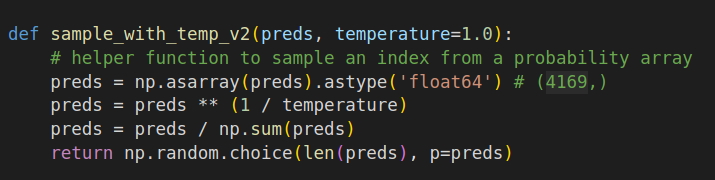 def sample_with_temp_v2(preds, temperature=1.0):
    # helper function to sample an index from a probability array
    preds = np.asarray(preds).astype('float64') # (4169,)
    preds = preds ** (1 / temperature)
    preds = preds / np.sum(preds)
    return np.random.choice(len(preds), p=preds)